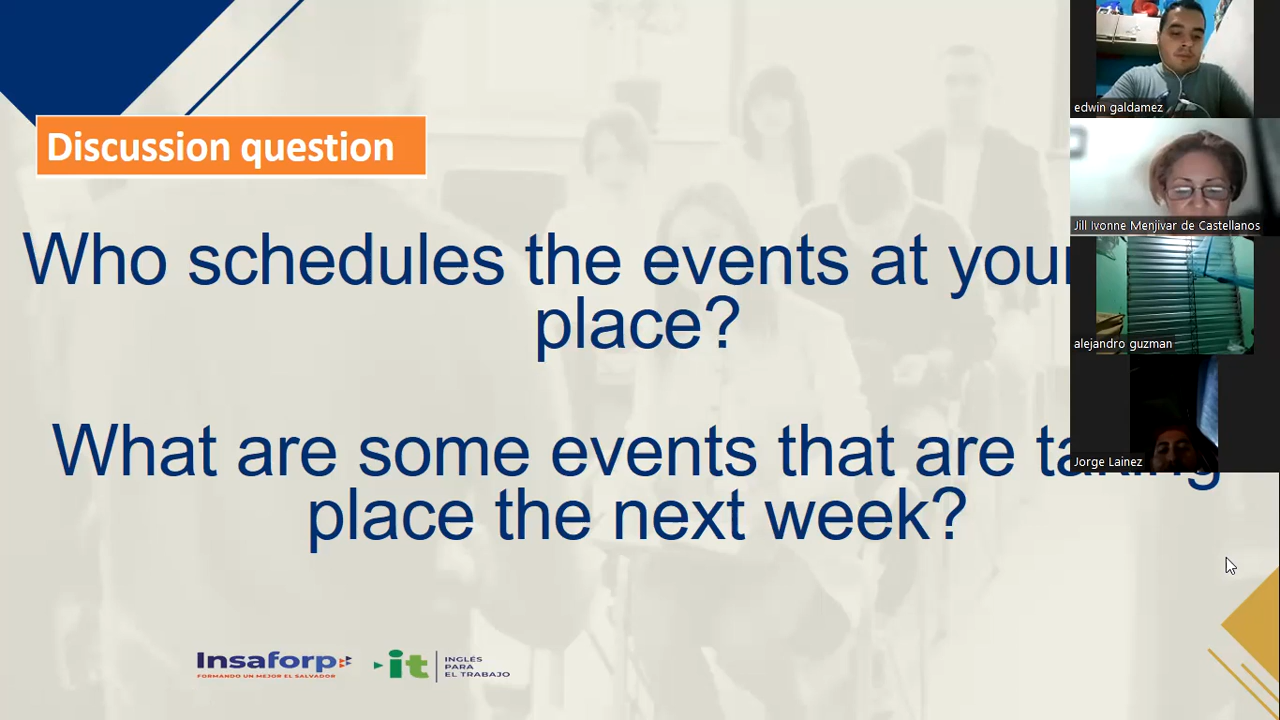 Discussion question
Who schedules the events at your
place?
What are some events that are taking
place the next week?
edwin galdamez
Jill Ivonne Menjivar de Castellanos
alejandro guzman
Jorge Lainez
Insaforp
FORMANDO UN MEJOR EL SALVADOR
it
INGLÉS
PARA
EL TRABAJO